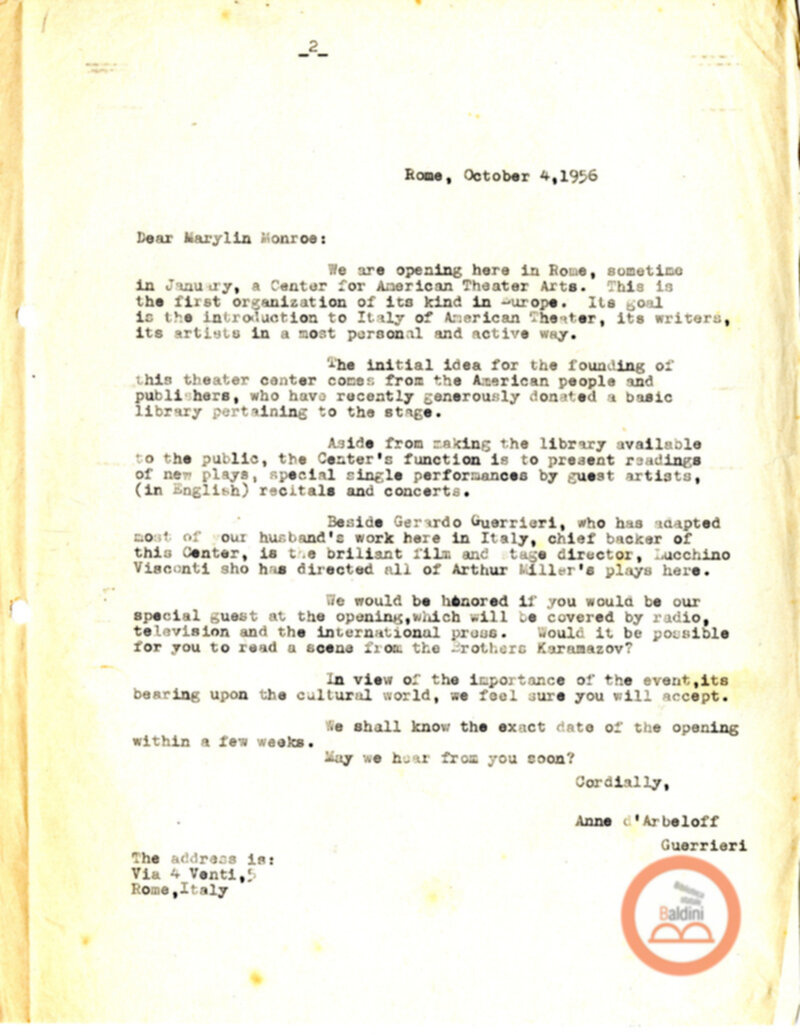 _2_
Rome, October 4,1956
Dear Marylin Monroe:
We are opening here in Rome, sometime
in January, a Center for American Theater Arts. This is
the first organization of its kind in Europe. Its goal
is the introduction to Italy of American Theater, its writers,
its artists in a most personal and active way.
The initial idea for the founding of
this theater center comes from the American people and
publishers, who have recently generously donated a basic
library pertaining to the stage.
Aside from making the library available
to the public, the Center's function is to present readings
of new plays, special single performances by guest artists,
(in English) recitals and concerts.
Beside Gerardo Guerrieri, who has adapted
most of your husband's work here in Italy, chief backer of
this Center, is the briliant film and stage director, Lucchino
Visconti sho has directed all of Arthur Miller's plays here.
We would be honored if you would be our
special guest at the opening,which will be covered by radio,
television and the international press. Would it be possible
for you to read a scene from the Brothers Karamazov?
In view of the importance of the event,its
bearing upon the cultural world, we feel sure you will accept.
We shall know the exact date of the opening
within a few weeks.
May we hear from you soon?
Cordially,
Anne d'Arbeloff
Guerrieri
The address is:
Via 4 Venti,5
Rome,Italy
Biblioteca
statale
Baldini